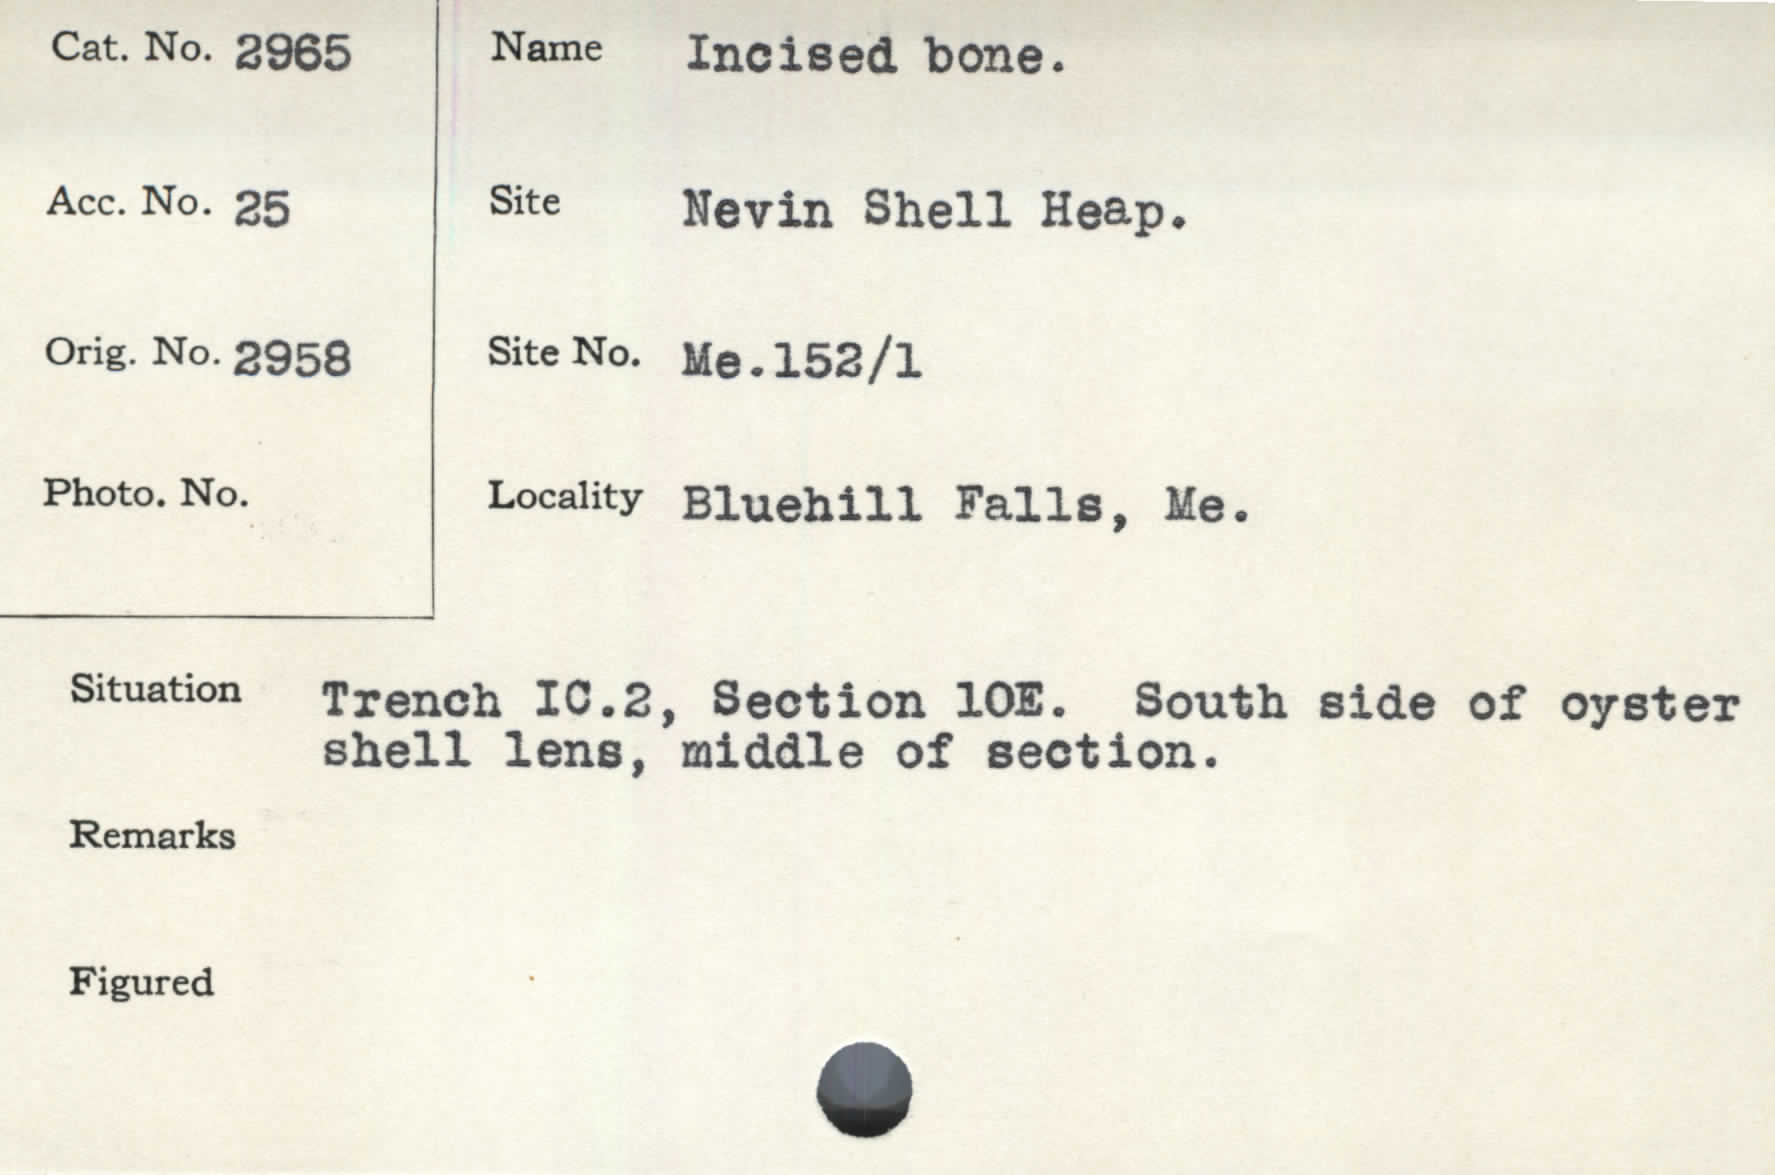 Cat. No. 2965
Name Incised bone.
Acc. No. 25
Site Nevin Shell Heap.
Orig. No. 2958
Site No. Me.152/1
Photo. No.
Locality Bluehill Falls, Me.
Situation Trench IC.2, Section 10E. South side of oyster
shell lens, middle of section.
Remarks
Figured